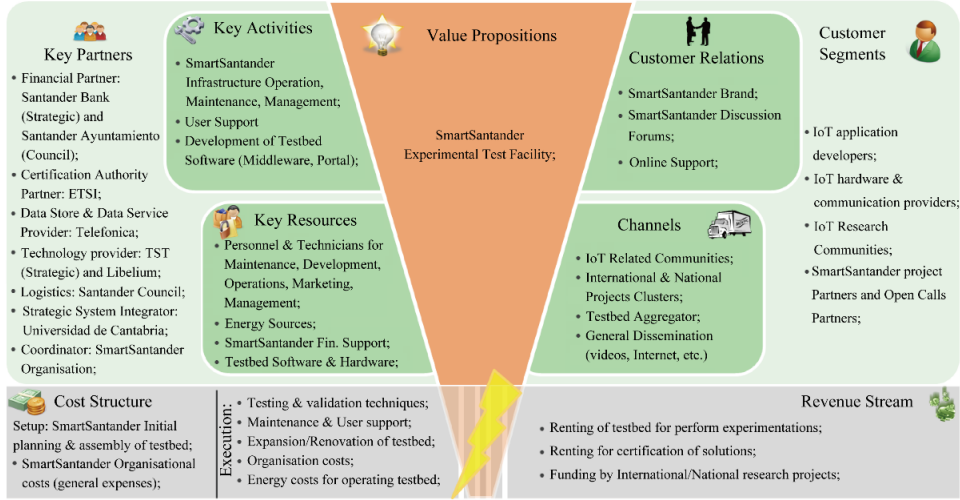 Key Partners
• Financial Partner:
Santander Bank
(Strategic) and
Santander Ayuntamiento
(Council);
• Certification Authority
Partner: ETSI;
• Data Store & Data Service
Provider: Telefonica;
• Technology provider: TST
(Strategic) and Libelium;
• Logistics: Santander Council;
• Strategic System Integrator:
Universidad de Cantabria;
• Coordinator: SmartSantander
Organisation;
Key Activities
• SmartSantander
Infrastructure Operation,
Maintenance, Management;
• User Support
• Development of Testbed
Software (Middleware, Portal);
Key Resources
• Personnel & Technicians for
Maintenance, Development,
Operations, Marketing,
Management;
• Energy Sources;
• SmartSantander Fin. Support;
• Testbed Software & Hardware;
Value Propositions
SmartSantander
Experimental Test Facility;
Customer Relations
• SmartSantander Brand;
• SmartSantander Discussion
Forums;
• Online Support;
Channels
• IoT Related Communities;
• International & National
Projects Clusters;
• Testbed Aggregator;
• General Dissemination
(videos, Internet, etc.)
Customer
Segments
• IoT application
developers;
• IoT hardware &
communication providers;
• IoT Research
Communities;
• SmartSantander project
Partners and Open Calls
Partners;
Cost Structure
Setup: SmartSantander Initial
planning & assembly of testbed;
• SmartSantander Organisational
costs (general expenses);
Execution:
• Testing & validation techniques;
• Maintenance & User support;
• Expansion/Renovation of testbed;
• Organisation costs;
• Energy costs for operating testbed;
Revenue Stream
• Renting of testbed for perform experimentations;
• Renting for certification of solutions;
• Funding by International/National research projects;